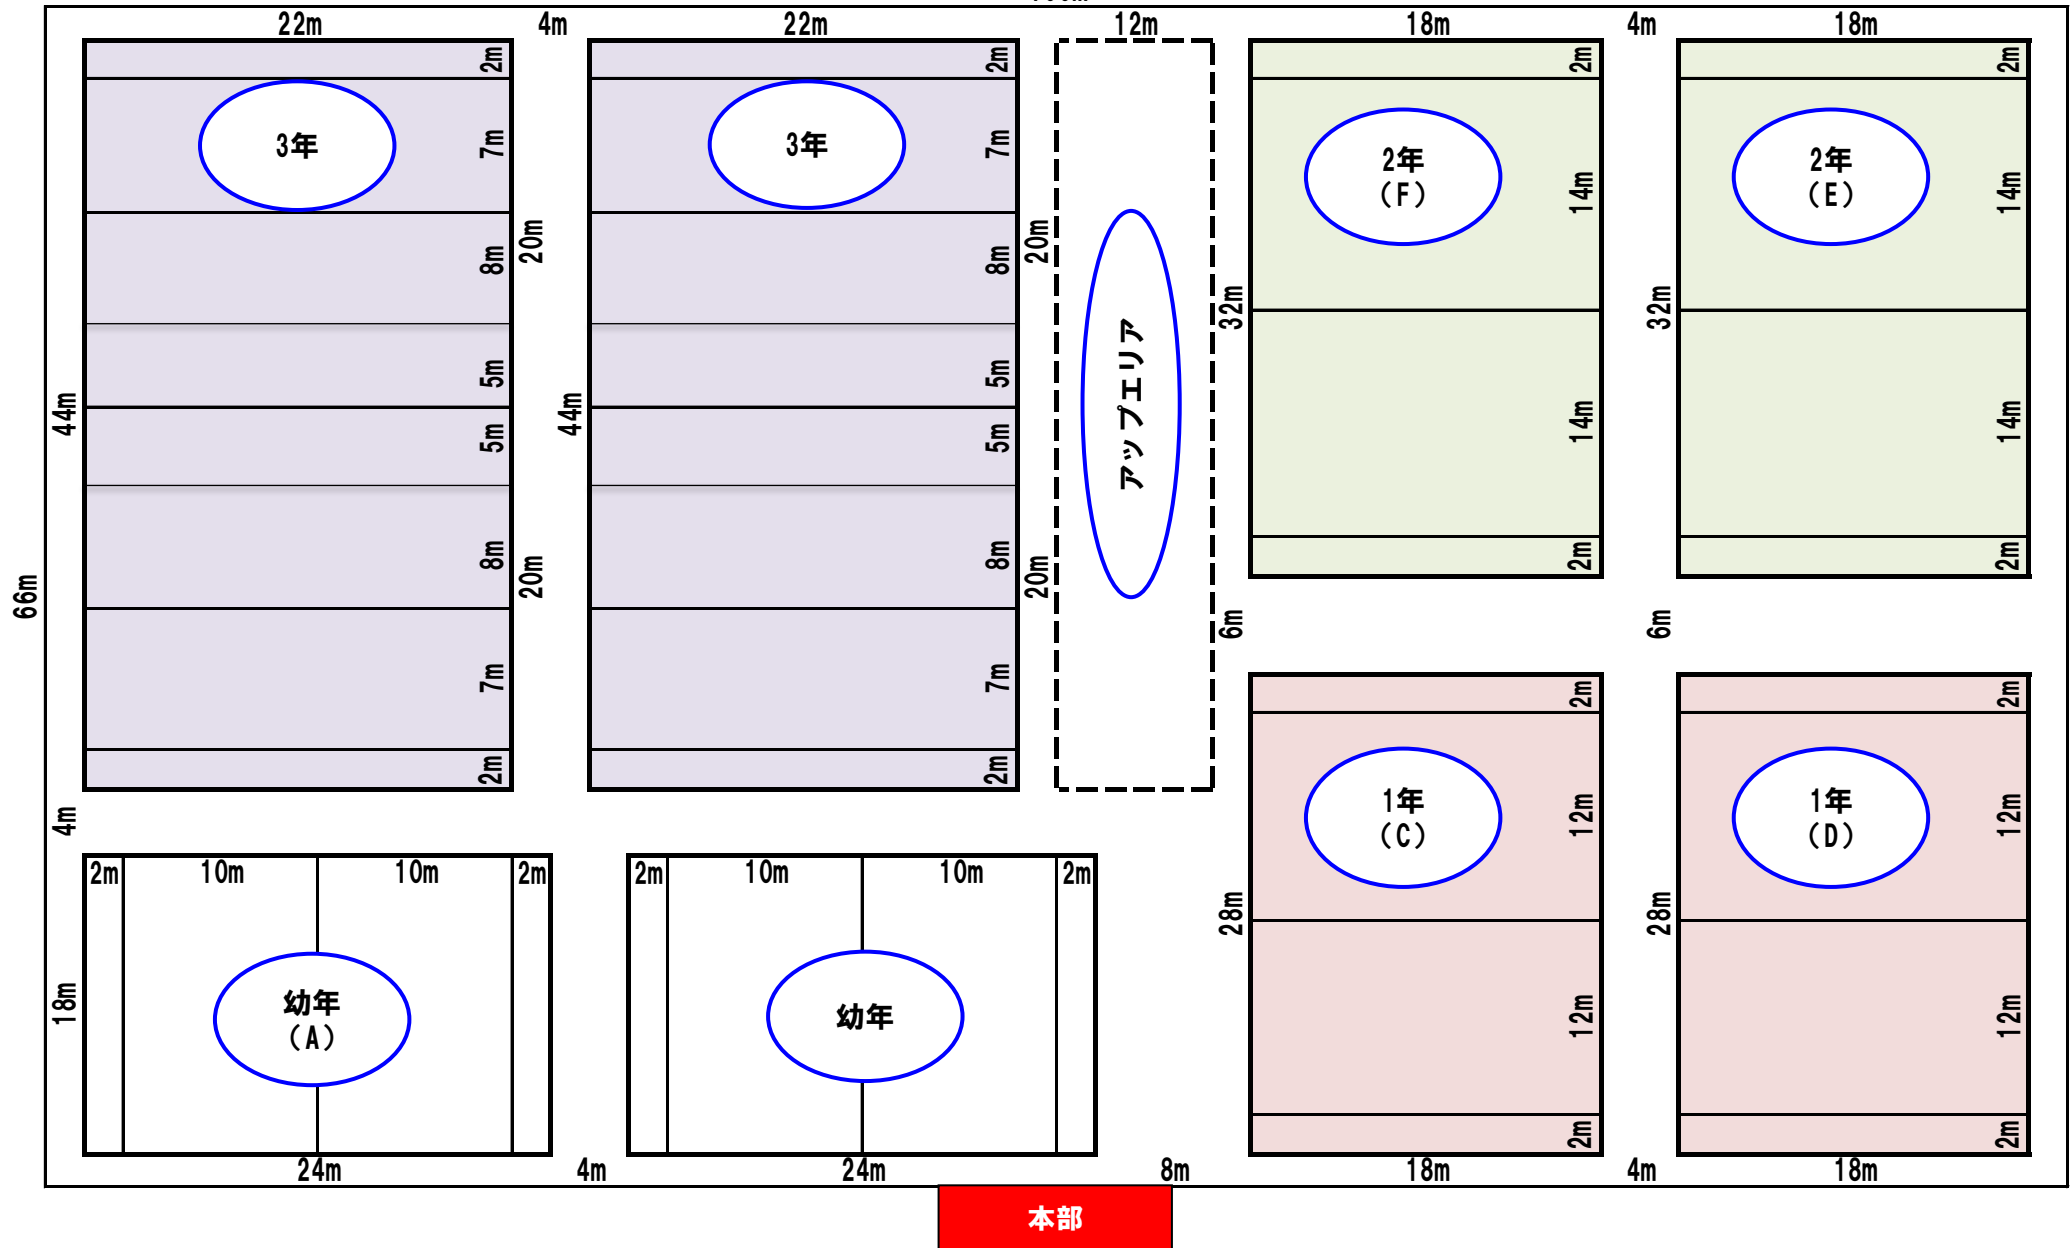 22m 4m 22m 12m 18m 4m 18m
2m 2m 2m 2m
3年 7m 3年 7m
2年
(F)
14m
2年
(E)
14m
8m 20m 8m 20m
アップエリア
32m 32m
5m 5m
44m 44m
5m 5m
14m 14m
8m 20m 8m 20m
2m 2m
66m
6m 6m
7m 7m
2m 2m
2m 2m
4m
1年
(C)
12m
1年
(D)
12m
2m 10m 10m 2m 2m 10m 10m 2m
28m 28m
18m
幼年
(A)
幼年
12m 12m
2m 2m
24m 4m 24m 8m 18m 4m 18m
本部